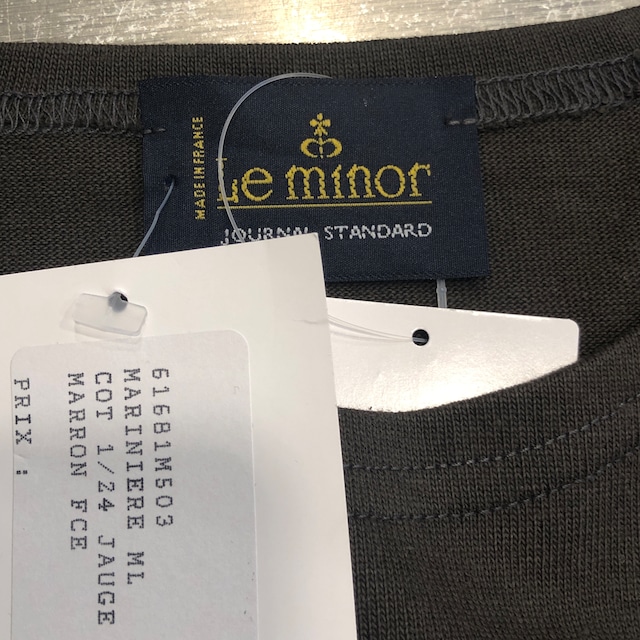 MADE IN FRANCE
Le minor
JOURNAL STANDARD
61681M503
MARINIERE ML
COT 1/24 JAUGE
MARRON FCE
PRIX :